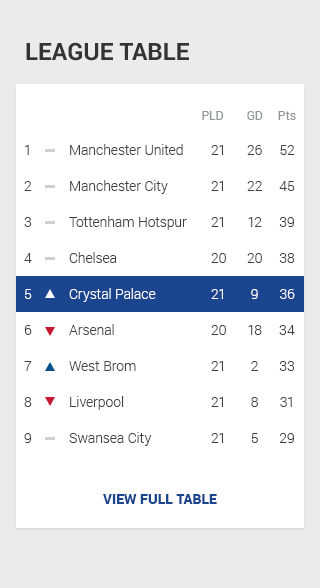 LEAGUE TABLE
PLD GD Pts
1 Manchester United 21 26 52
2 Manchester City 21 22 45
3 Tottenham Hotspur 21 12 39
4 Chelsea 20 20 38
5 Crystal Palace 21 9 36
6 Arsenal 20 18 34
7 West Brom 21 2 33
8 Liverpool 21 8 31
9 Swansea City 21 5 29
VIEW FULL TABLE